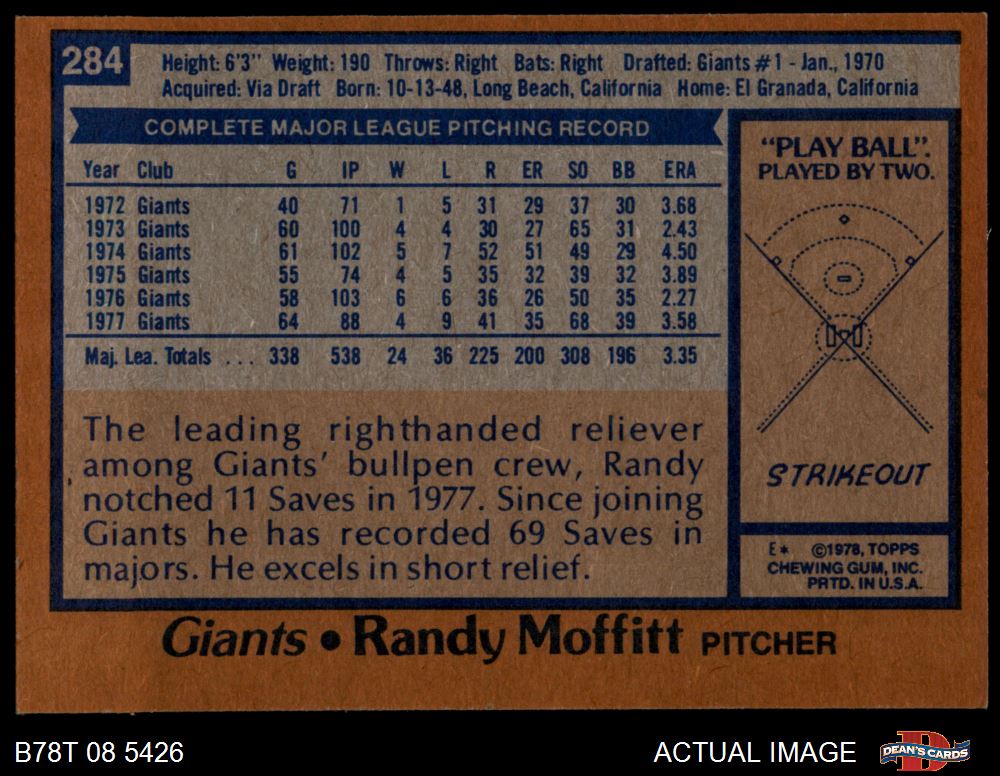 284
Height: 6'3" Weight: 190 Throws: Right Bats: Right Drafted: Giants #1 - Jan., 1970
Acquired: Via Draft Born: 10-13-48, Long Beach, California Home: El Granada, California
COMPLETE MAJOR LEAGUE PITCHING RECORD
Year Club G IP W L R ER SO BB ERA
1972 Giants 40 71 1 5 31 29 37 30 3.68
1973 Giants 60 100 4 4 30 27 65 31 2.43
1974 Giants 61 102 5 7 52 51 49 29 4.50
1975 Giants 55 74 4 5 35 32 39 32 3.89
1976 Giants 58 103 6 6 36 26 50 35 2.27
1977 Giants 64 88 4 9 41 35 68 39 3.58
Maj. Lea. Totals ... 338 538 24 36 225 200 308 196 3.35
The leading righthanded reliever
among Giants' bullpen crew, Randy
notched 11 Saves in 1977. Since joining
Giants he has recorded 69 Saves in
majors. He excels in short relief.
"PLAY BALL".
PLAYED BY TWO.
STRIKEOUT
E* ©1978, TOPPS
CHEWING GUM, INC.
PRTD. IN U.S.A.
Giants • Randy Moffitt PITCHER
B78T 08 5426
ACTUAL IMAGE
D
DEAN'S CARDS